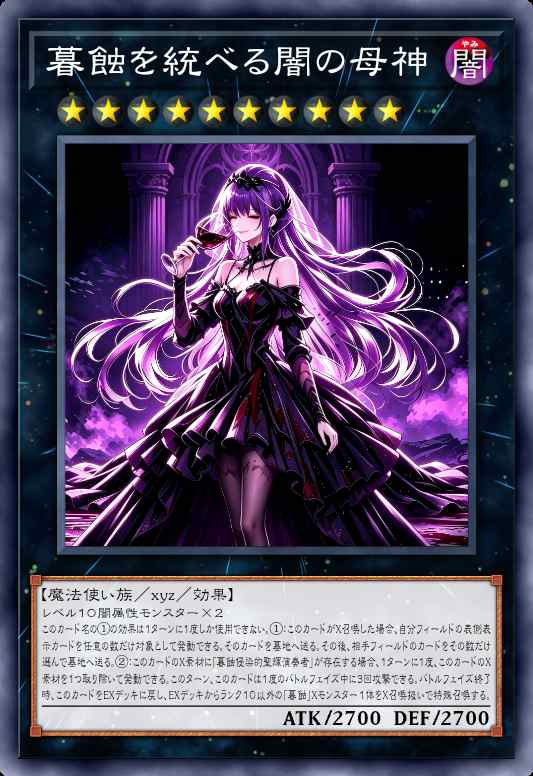 暮蝕を統べる闇の母神
やみ
闇
【魔法使い族／xyz／効果】
レベル10闇属性モンスター×2
このカード名の①の効果は1ターンに1度しか使用できない。①：このカードがX召喚した場合、自分フィールドの表側表
示カードを任意の数だけ対象として発動できる。そのカードを墓地へ送る。その後、相手フィールドのカードをその数だけ
選んで墓地へ送る。②：このカードのX素材に「暮蝕侵染的聖輝演奏者」が存在する場合、1ターンに1度、このカードのX
素材を1つ取り除いて発動できる。このターン、このカードは1度のバトルフェイズ中に3回攻撃できる。バトルフェイズ終了
時、このカードをEXデッキに戻し、EXデッキからランク10以外の「暮蝕」Xモンスター1体をX召喚扱いで特殊召喚する。
ATK/2700 DEF/2700